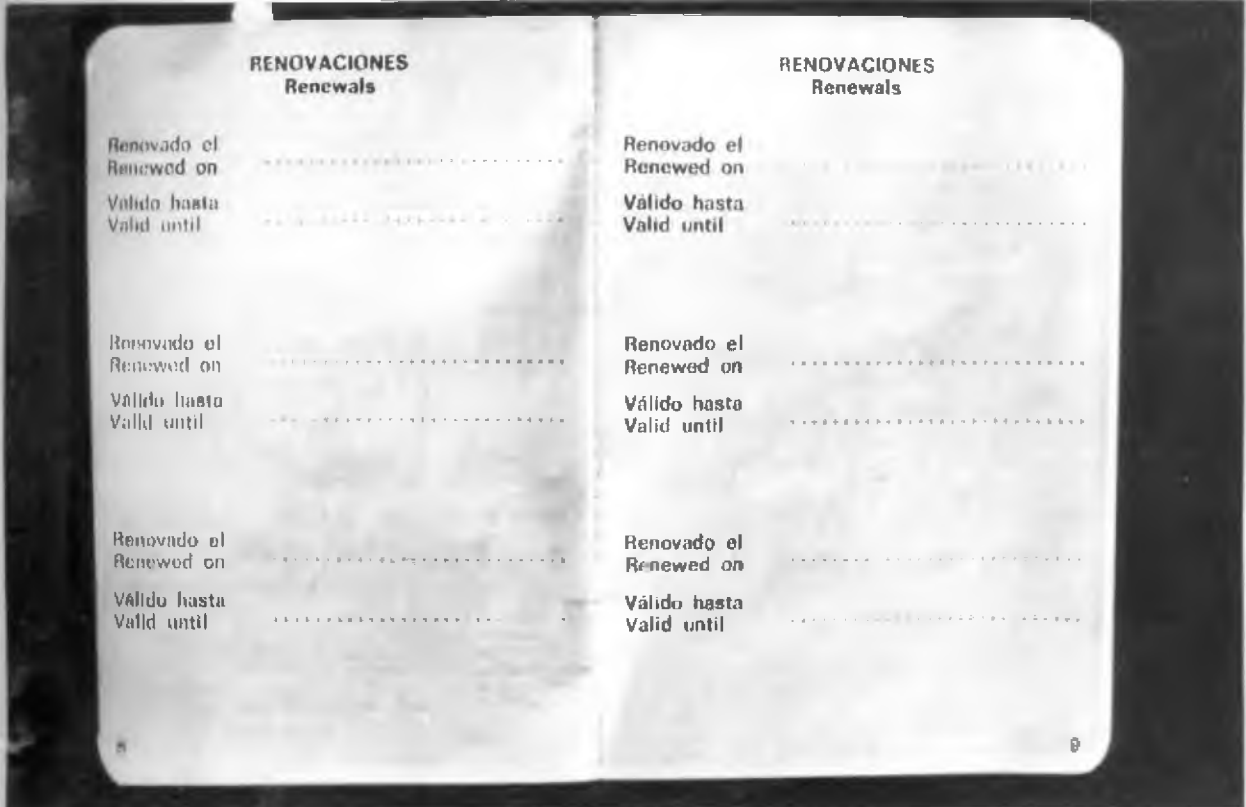 RENOVACIONES
Renewals
Renovado el
Renewed on
Válido hasta
Valid until
Renovado el
Renewed on
Válido hasta
Valid until
Renovado el
Renewed on
Válido hasta
Valid until
8
RENOVACIONES
Renewals
Renovado el
Renewed on
Válido hasta
Valid until
Renovado el
Renewed on
Válido hasta
Valid until
Renovado el
Renewed on
Válido hasta
Valid until
9